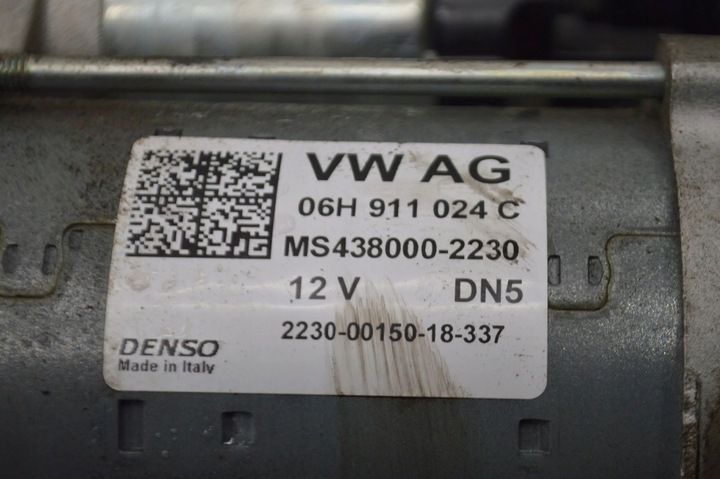 VW AG
06H 911 024 C
MS438000-2230
12 V DN5
2230-00150-18-337
DENSO
Made in Italy